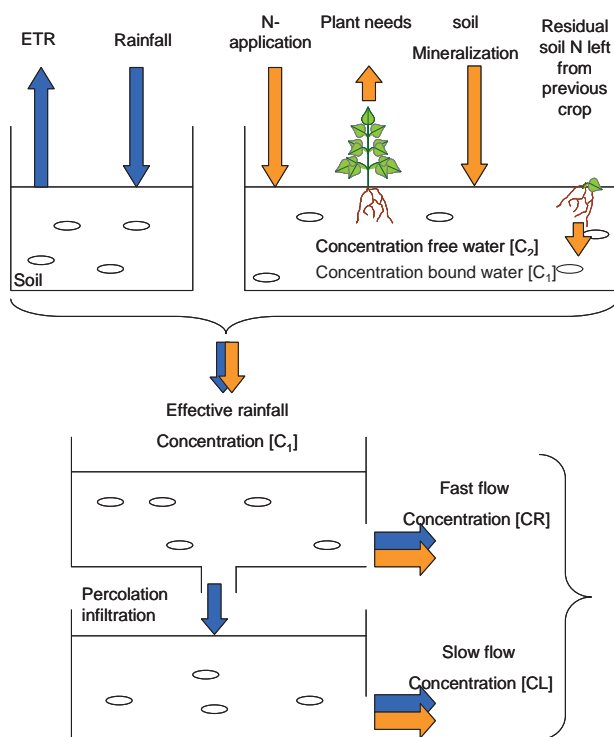 ETR
Rainfall
N-
application
Plant needs
soil
Mineralization
Residual
soil N left
from
previous
crop
Concentration free water [C₂]
Concentration bound water [C₁]
Soil
Effective rainfall
Concentration [C₁]
Fast flow
Concentration [CR]
Percolation
infiltration
Slow flow
Concentration [CL]